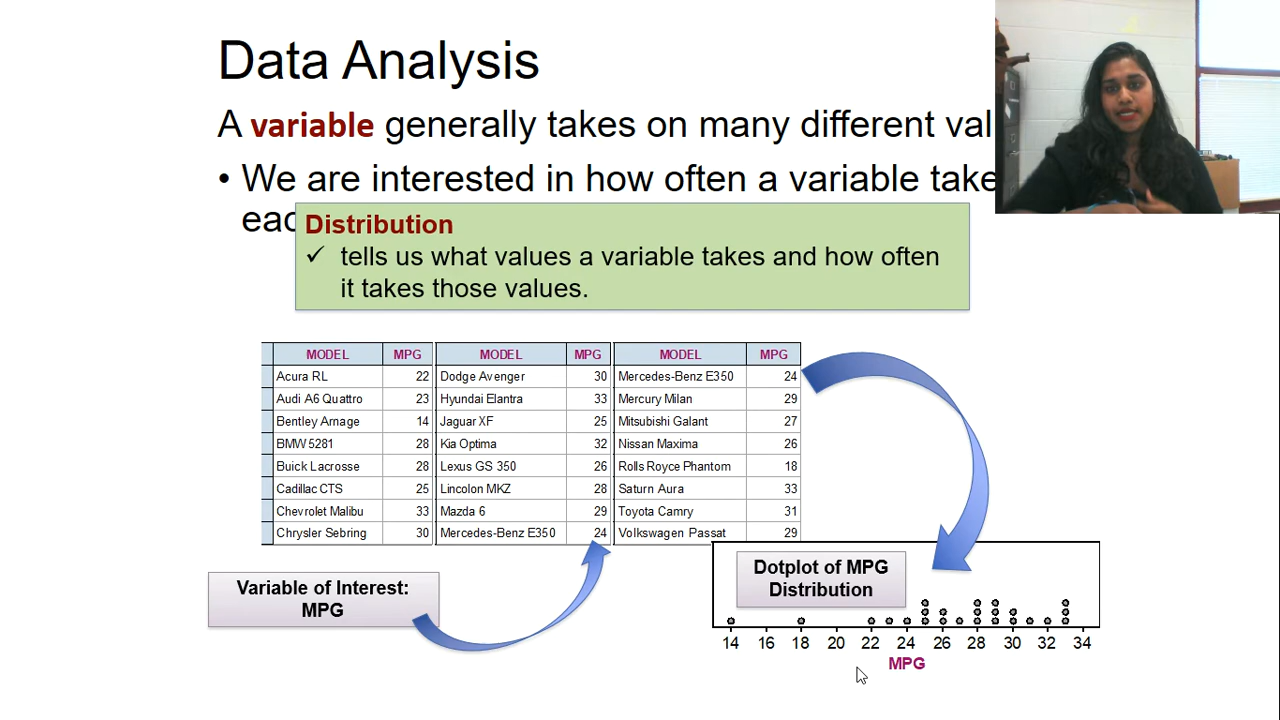 Data Analysis
A variable generally takes on many different val
• We are interested in how often a variable take
eac
Distribution
✓ tells us what values a variable takes and how often
it takes those values.
MODEL MPG MODEL MPG MODEL MPG
Acura RL 22 Dodge Avenger 30 Mercedes-Benz E350 24
Audi A6 Quattro 23 Hyundai Elantra 33 Mercury Milan 29
Bentley Arnage 14 Jaguar XF 25 Mitsubishi Galant 27
BMW 5281 28 Kia Optima 32 Nissan Maxima 26
Buick Lacrosse 28 Lexus GS 350 26 Rolls Royce Phantom 18
Cadillac CTS 25 Lincolon MKZ 28 Saturn Aura 33
Chevrolet Malibu 33 Mazda 6 29 Toyota Camry 31
Chrysler Sebring 30 Mercedes-Benz E350 24 Volkswagen Passat 29
Variable of Interest:
MPG
Dotplot of MPG
Distribution
14 16 18 20 22 24 26 28 30 32 34
MPG